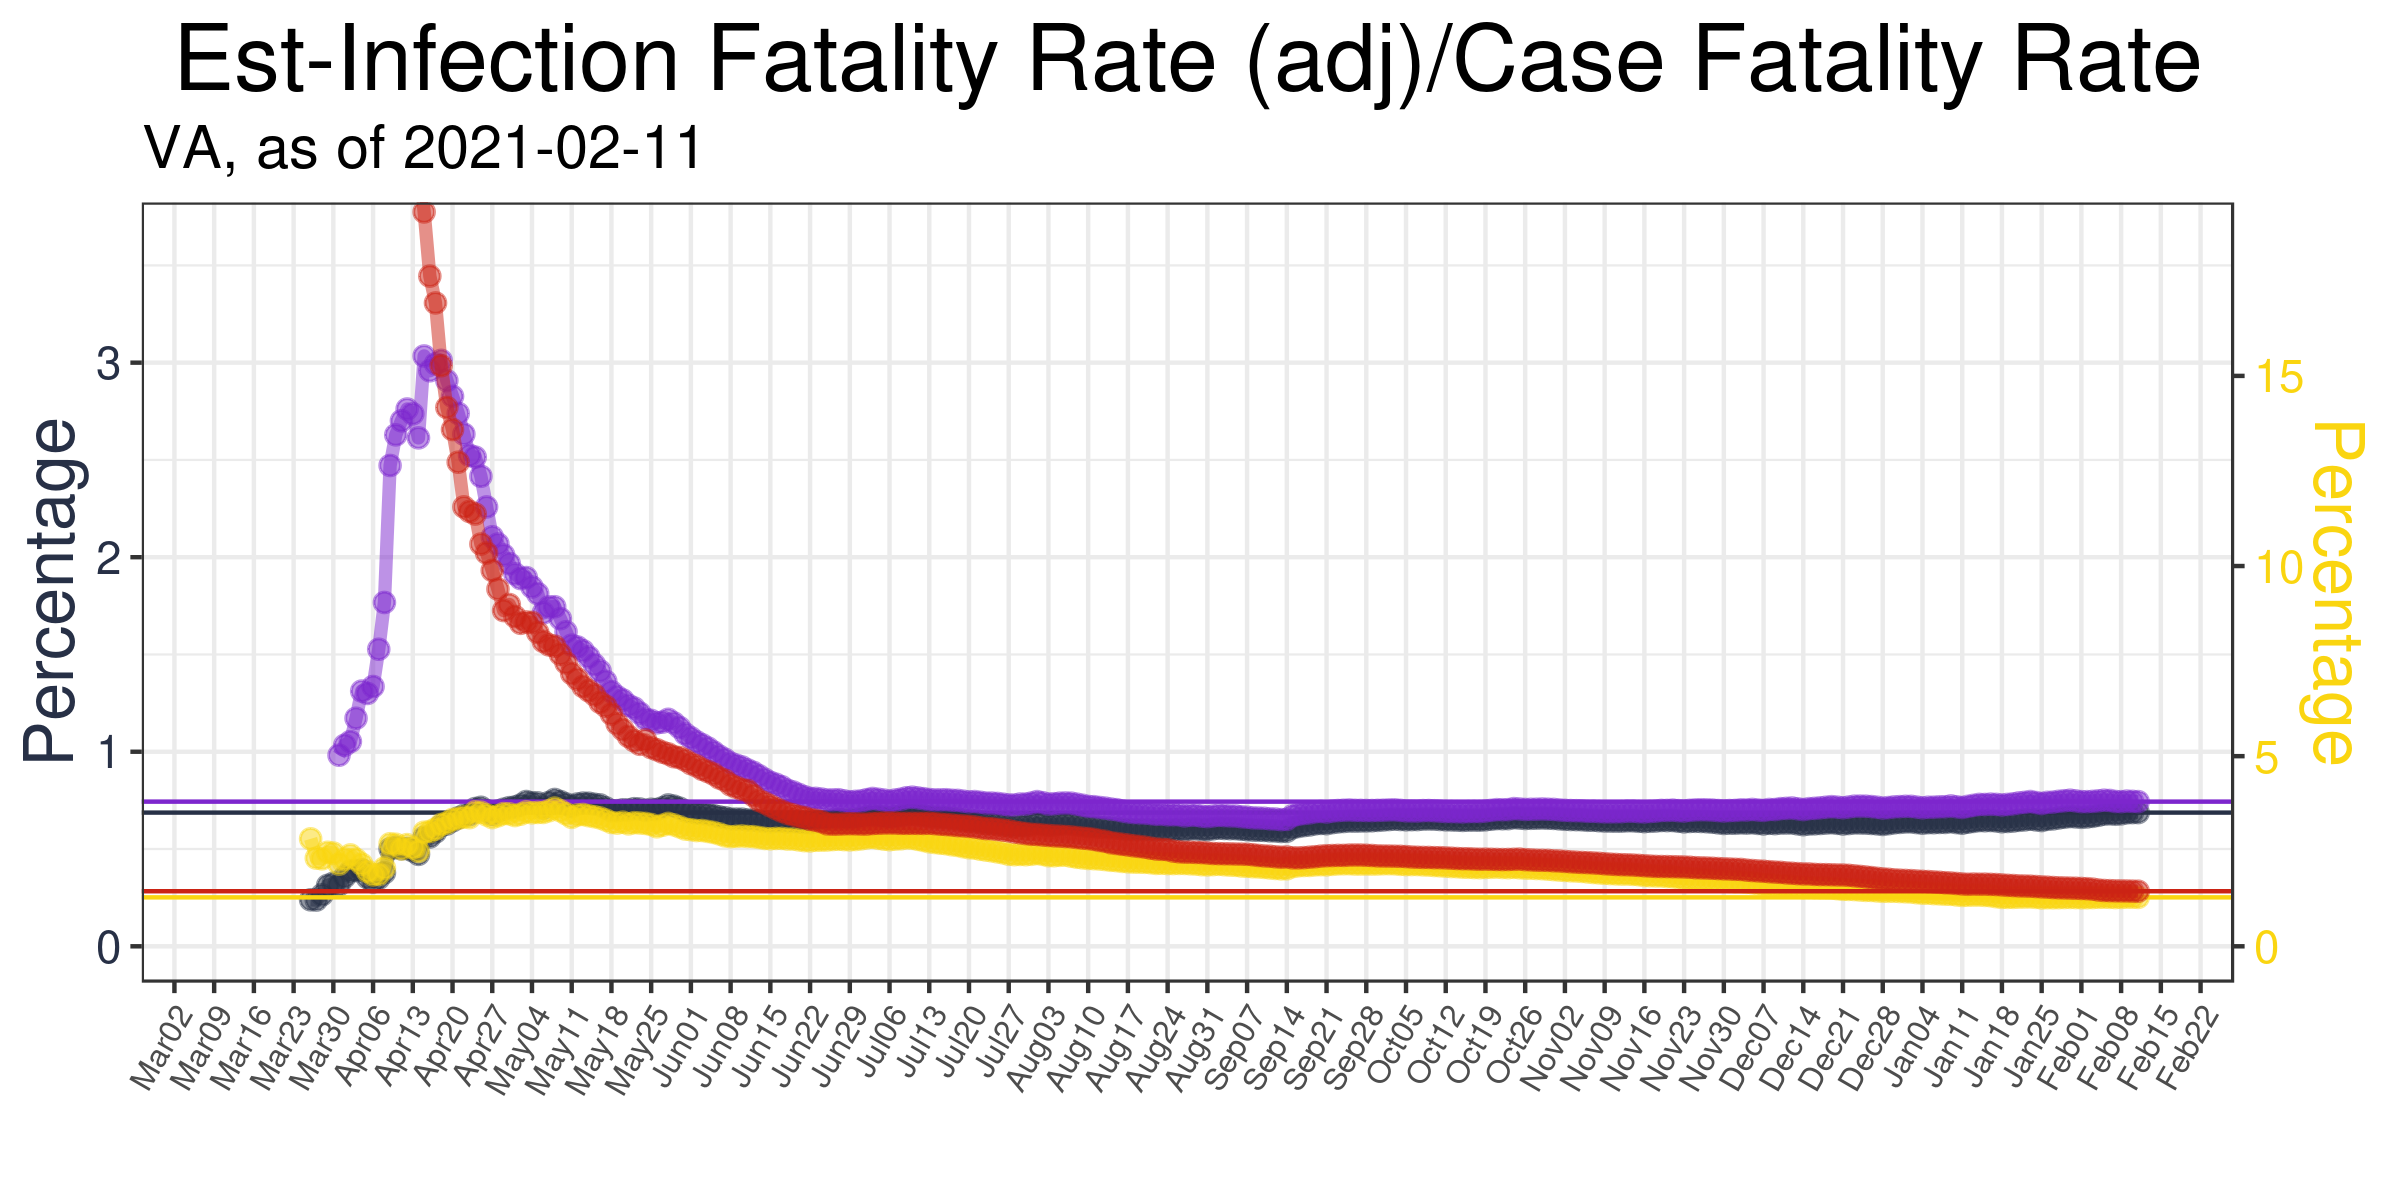 Est-Infection Fatality Rate (adj)/Case Fatality Rate
VA, as of 2021-02-11
Percentage
3
2
1
0
15
10
5
0
Percentage
Mar02
Mar09
Mar16
Mar23
Mar30
Apr06
Apr13
Apr20
Apr27
May04
May11
May18
May25
Jun01
Jun08
Jun15
Jun22
Jun29
Jul06
Jul13
Jul20
Jul27
Aug03
Aug10
Aug17
Aug24
Aug31
Sep07
Sep14
Sep21
Sep28
Oct05
Oct12
Oct19
Oct26
Nov02
Nov09
Nov16
Nov23
Nov30
Dec07
Dec14
Dec21
Dec28
Jan04
Jan11
Jan18
Jan25
Feb01
Feb08
Feb15
Feb22